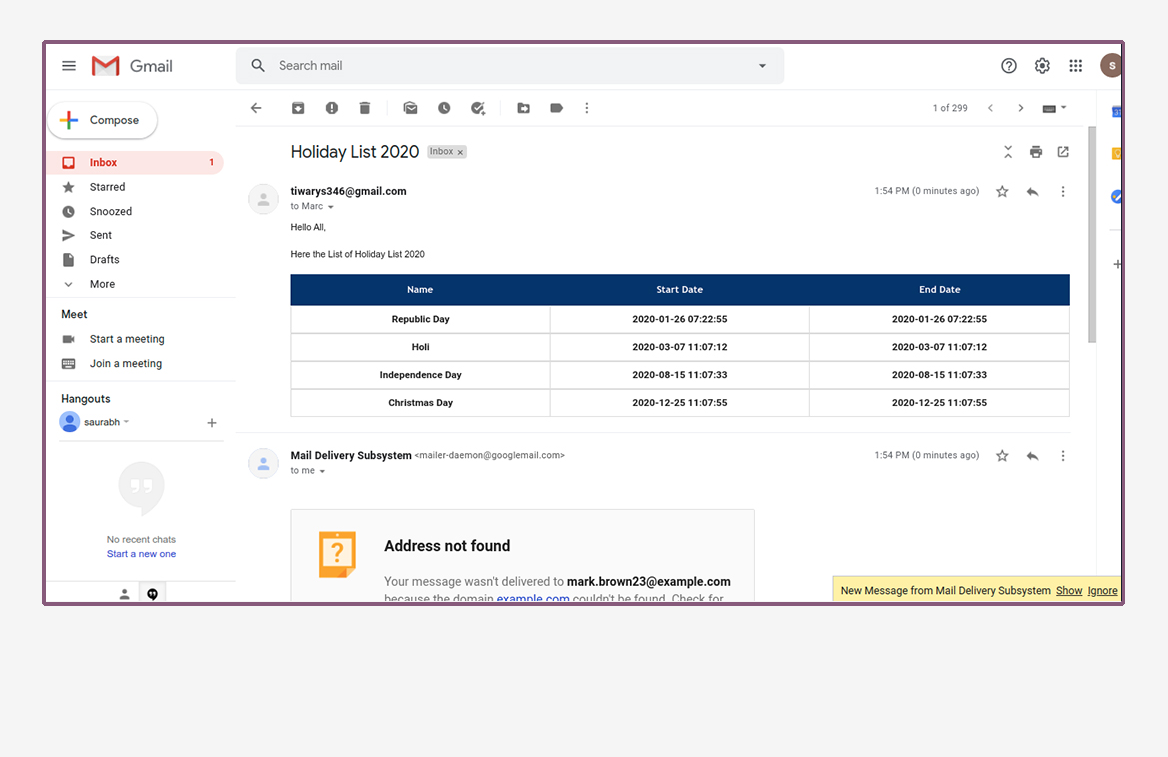 Gmail
Search mail
S
Compose
1 of 299
31
Inbox 1
Starred
Snoozed
Sent
Drafts
More
Meet
Start a meeting
Join a meeting
Hangouts
saurabh
No recent chats
Start a new one
Holiday List 2020 Inbox x
tiwarys346@gmail.com 1:54 PM (0 minutes ago)
to Marc
Hello All,
Here the List of Holiday List 2020
Name Start Date End Date
Republic Day 2020-01-26 07:22:55 2020-01-26 07:22:55
Holi 2020-03-07 11:07:12 2020-03-07 11:07:12
Independence Day 2020-08-15 11:07:33 2020-08-15 11:07:33
Christmas Day 2020-12-25 11:07:55 2020-12-25 11:07:55
Mail Delivery Subsystem <mailer-daemon@googlemail.com> 1:54 PM (0 minutes ago)
to me
Address not found
Your message wasn't delivered to mark.brown23@example.com
because the domain example.com couldn't be found. Check for
New Message from Mail Delivery Subsystem Show Ignore